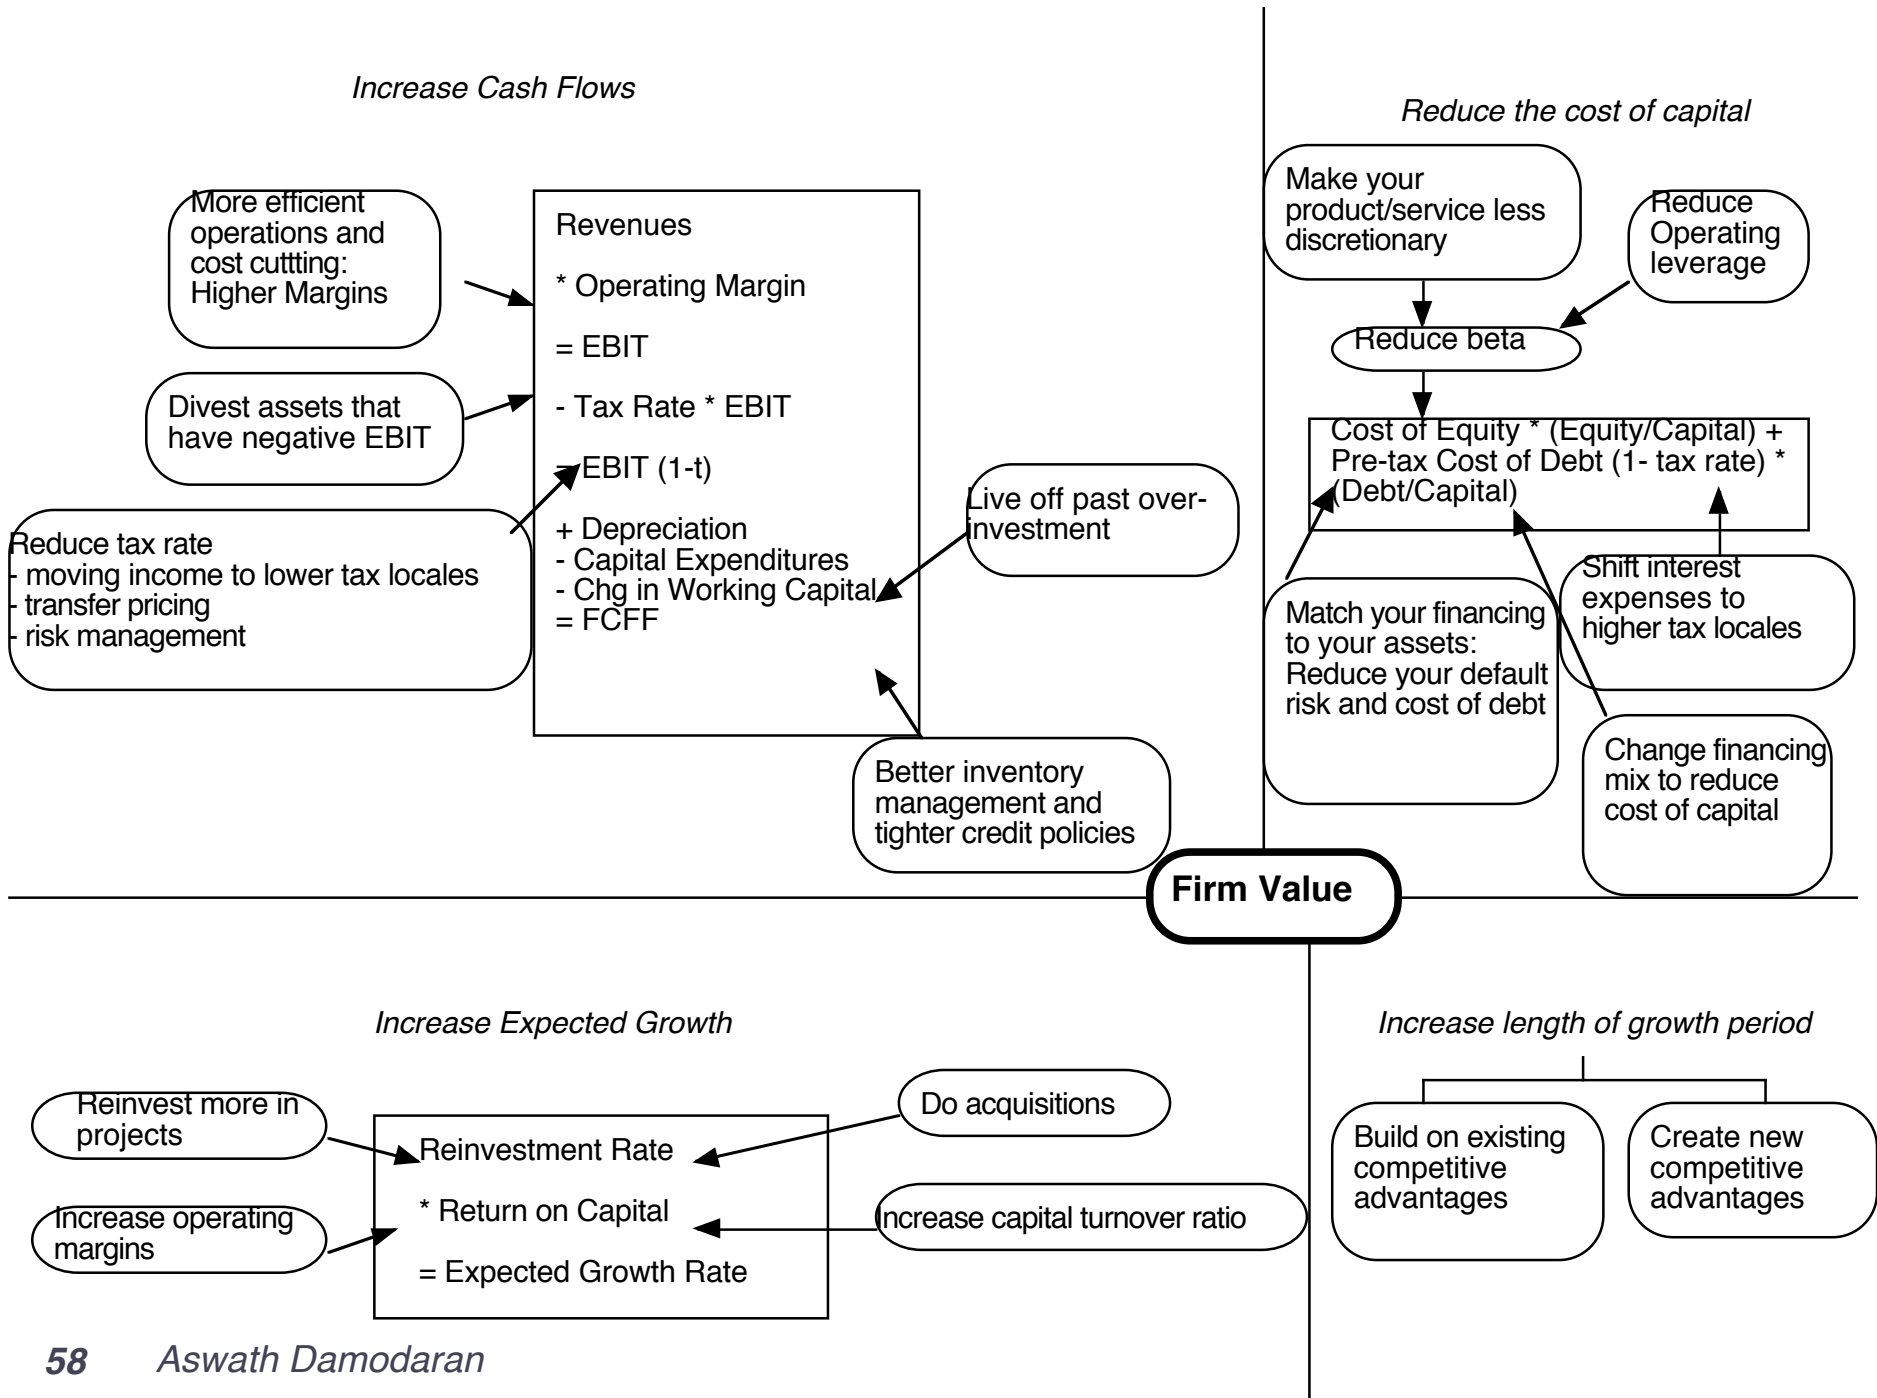 Increase Cash Flows
More efficient
operations and
cost cuttting:
Higher Margins
Divest assets that
have negative EBIT
Reduce tax rate
- moving income to lower tax locales
- transfer pricing
- risk management
Revenues
* Operating Margin
= EBIT
- Tax Rate * EBIT
= EBIT (1-t)
+ Depreciation
- Capital Expenditures
- Chg in Working Capital
= FCFF
Live off past over-
investment
Better inventory
management and
tighter credit policies
Reduce the cost of capital
Make your
product/service less
discretionary
Reduce
Operating
leverage
Reduce beta
Cost of Equity * (Equity/Capital) +
Pre-tax Cost of Debt (1- tax rate) *
(Debt/Capital)
Match your financing
to your assets:
Reduce your default
risk and cost of debt
Shift interest
expenses to
higher tax locales
Change financing
mix to reduce
cost of capital
Firm Value
Increase Expected Growth
Reinvest more in
projects
Increase operating
margins
Reinvestment Rate
* Return on Capital
= Expected Growth Rate
Do acquisitions
Increase capital turnover ratio
Increase length of growth period
Build on existing
competitive
advantages
Create new
competitive
advantages
58 Aswath Damodaran